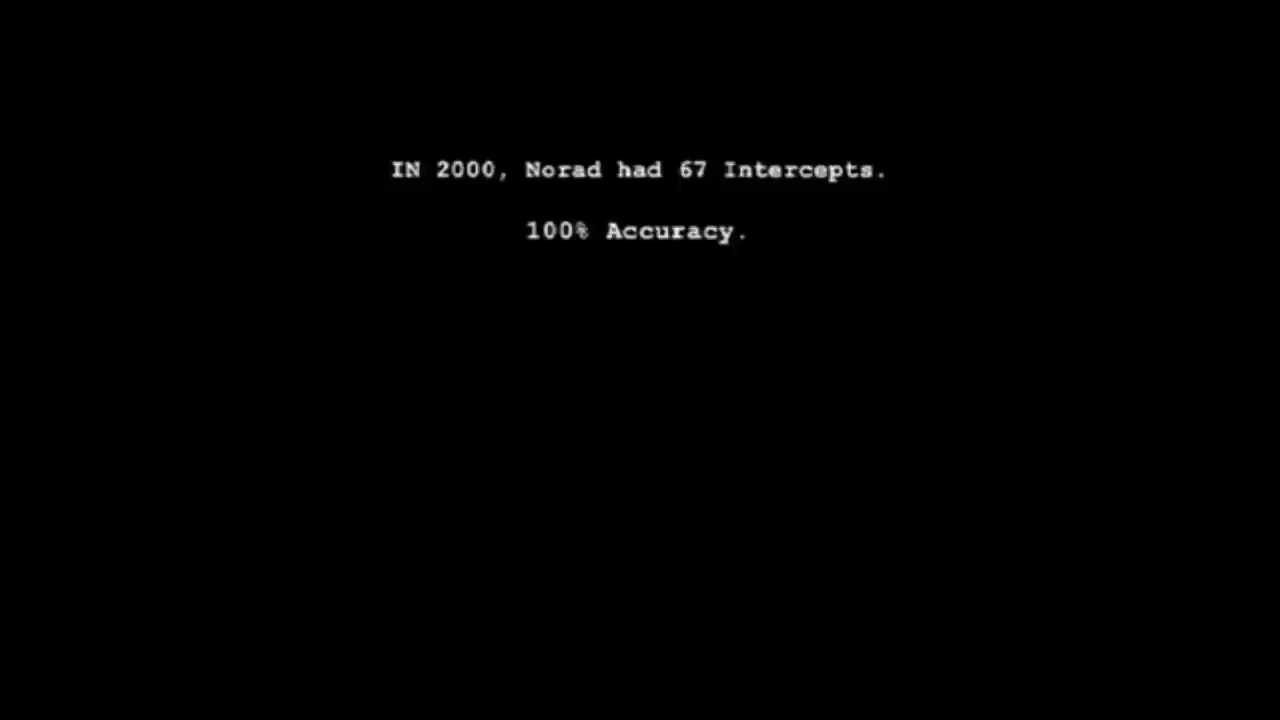 IN 2000, Norad had 67 Intercepts.
100% Accuracy.